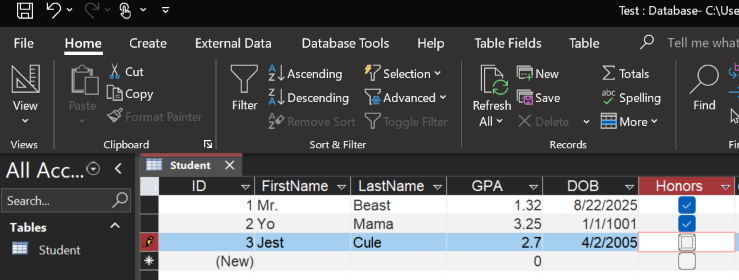 Test : Database- C:\Use
File Home Create External Data Database Tools Help Table Fields Table Tell me what
View
Paste
Cut
Copy
Format Painter
Filter
Ascending
Descending
Remove Sort
Selection
Advanced
Toggle Filter
Refresh
All
New
Save
Delete
Totals
Spelling
More
Find
Views Clipboard Sort & Filter Records Fin
All Acc...
Search...
Tables
Student
Student
ID FirstName LastName GPA DOB Honors
1 Mr. Beast 1.32 8/22/2025
2 Yo Mama 3.25 1/1/1001
3 Jest Cule 2.7 4/2/2005
(New) 0